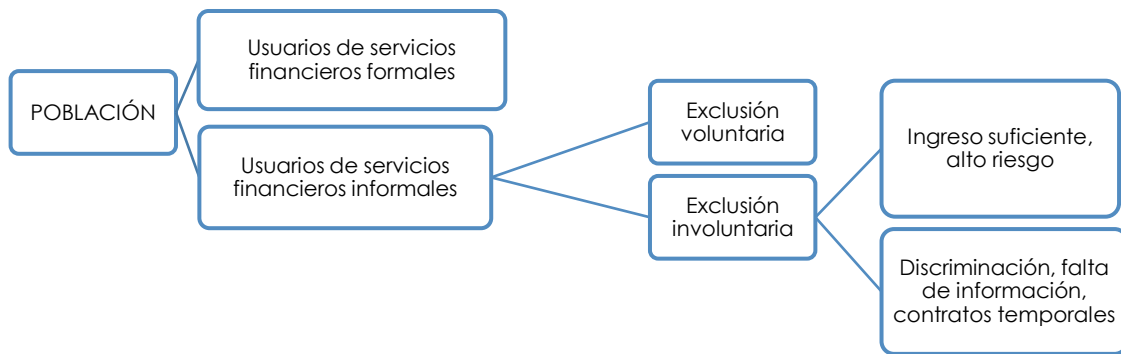 POBLACIÓN
Usuarios de servicios
financieros formales
Usuarios de servicios
financieros informales
Exclusión
voluntaria
Exclusión
involuntaria
Ingreso suficiente,
alto riesgo
Discriminación, falta
de información,
contratos temporales